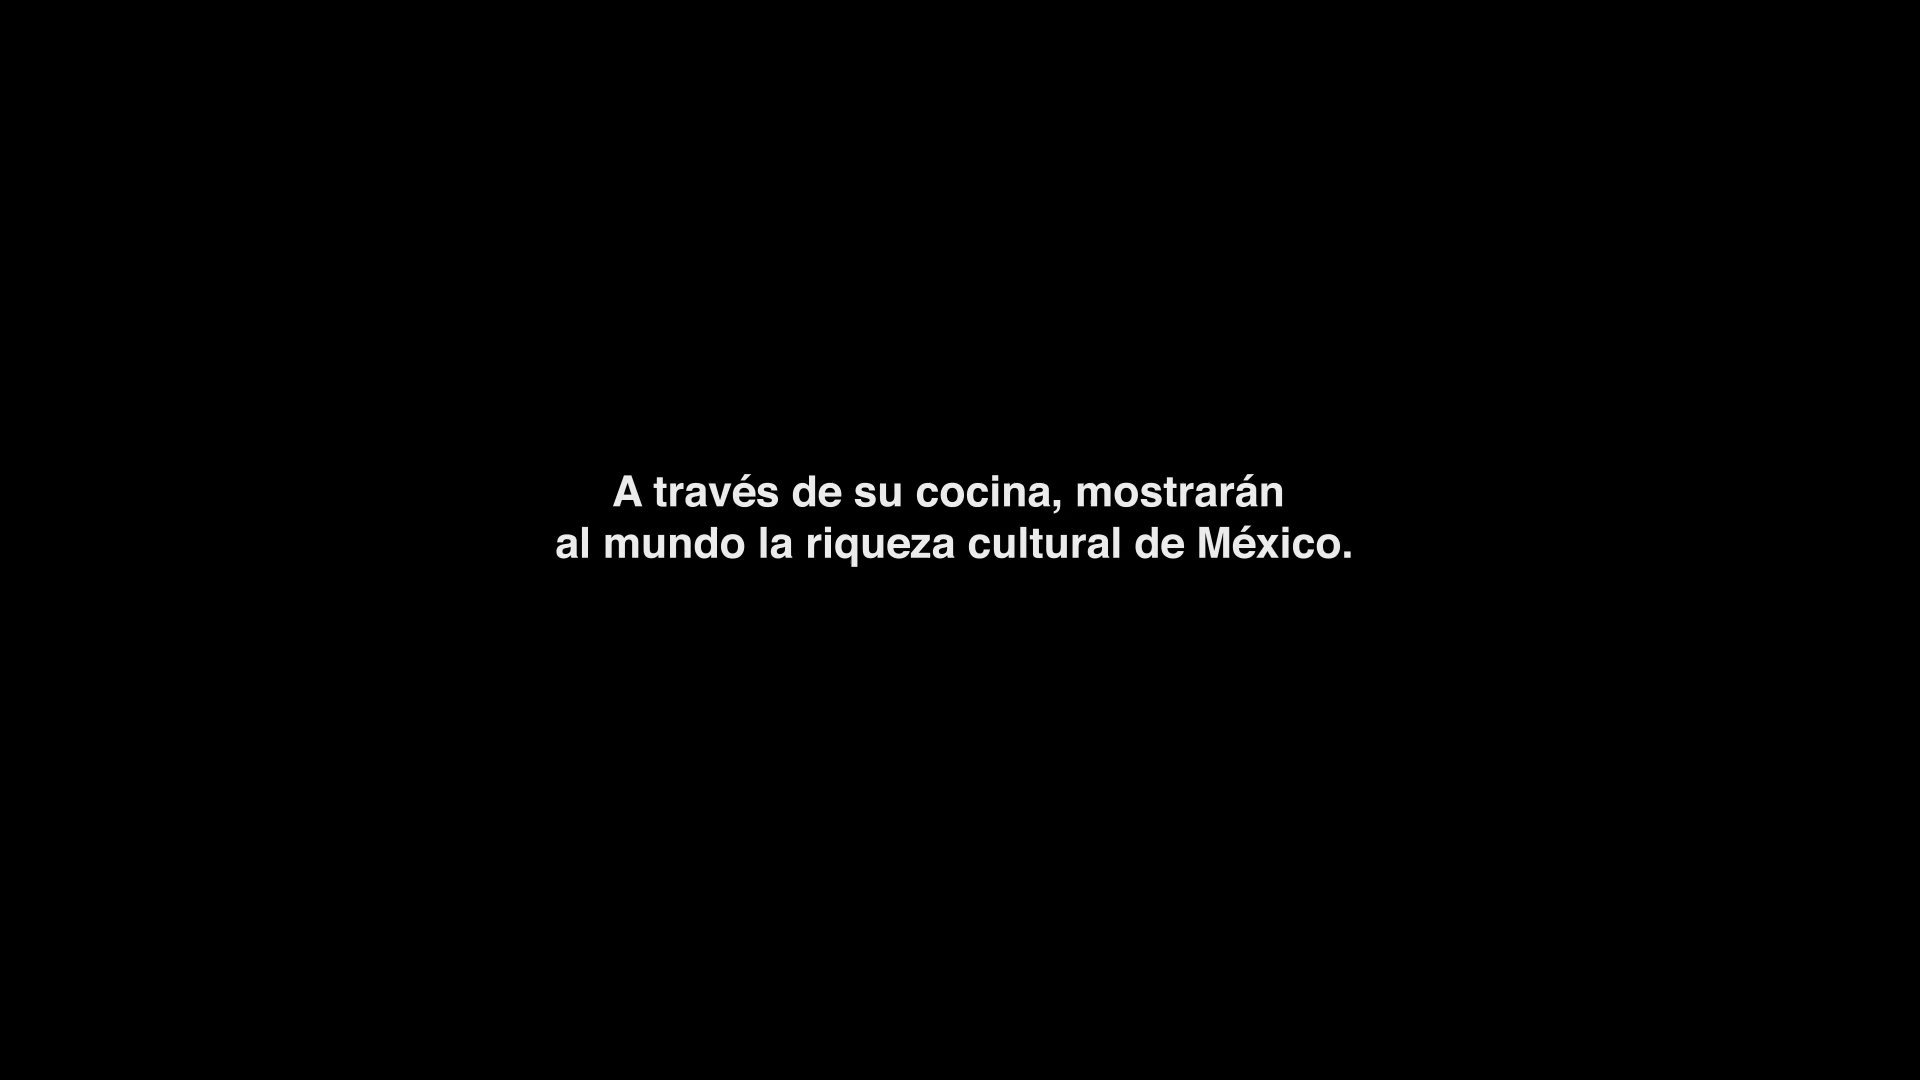 A través de su cocina, mostrarán
al mundo la riqueza cultural de México.